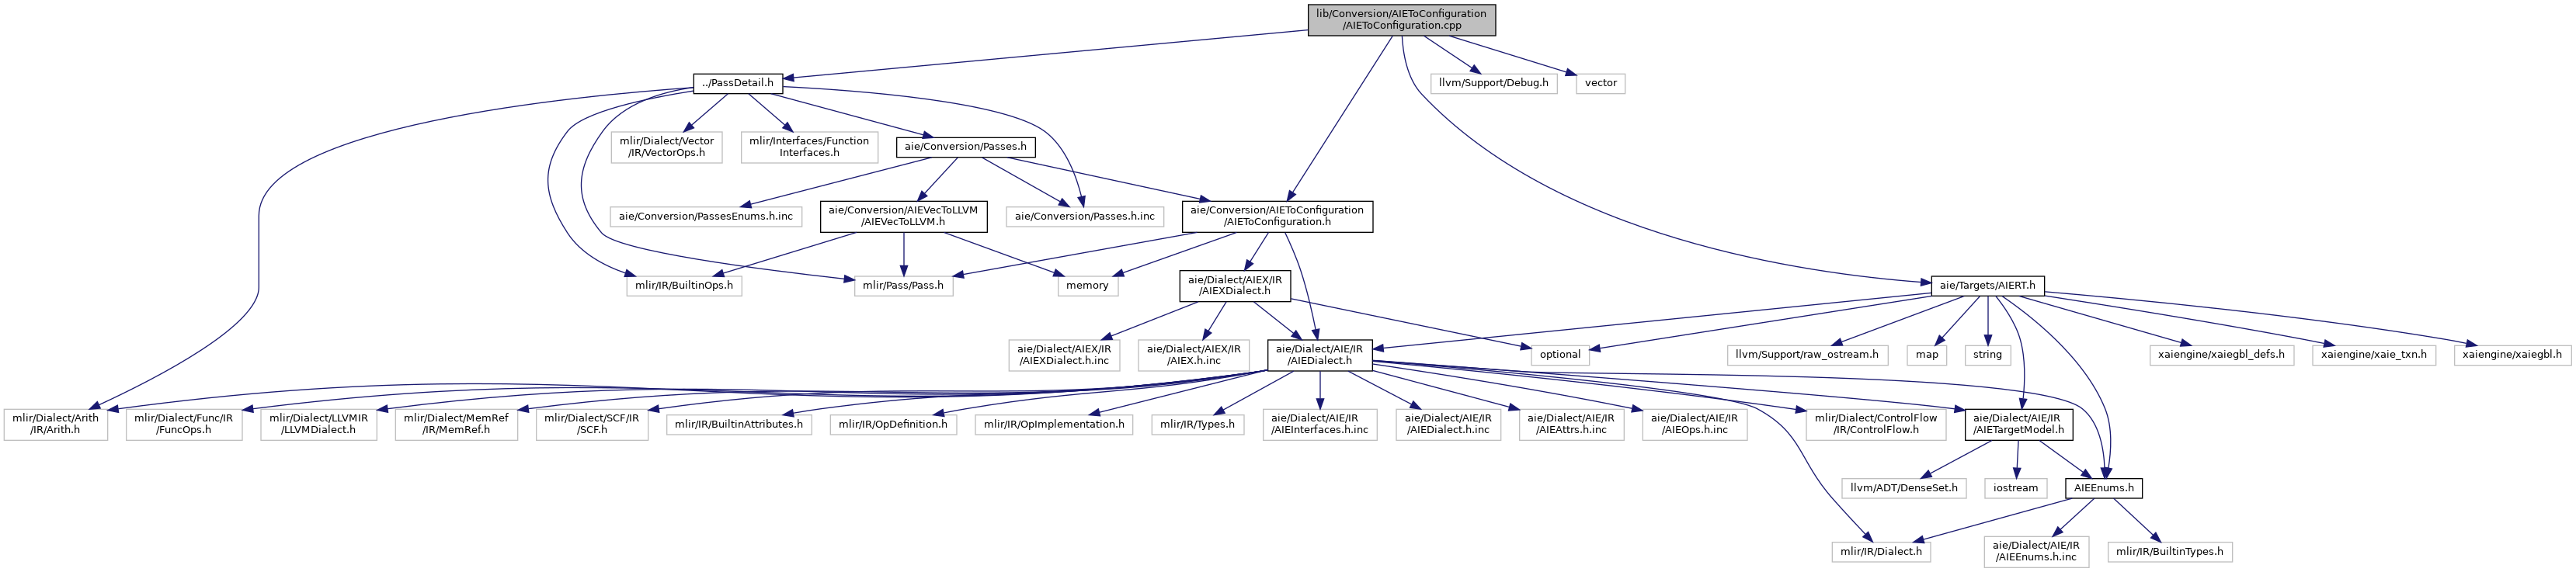 lib/Conversion/AIEToConfiguration
/AIEToConfiguration.cpp
../PassDetail.h
llvm/Support/Debug.h
vector
mlir/Dialect/Vector
/IR/VectorOps.h
mlir/Interfaces/Function
Interfaces.h
aie/Conversion/Passes.h
aie/Conversion/PassesEnums.h.inc
aie/Conversion/AIEVecToLLVM
/AIEVecToLLVM.h
aie/Conversion/Passes.h.inc
aie/Conversion/AIEToConfiguration
/AIEToConfiguration.h
mlir/IR/BuiltinOps.h
mlir/Pass/Pass.h
memory
aie/Dialect/AIEX/IR
/AIEXDialect.h
aie/Targets/AIERT.h
aie/Dialect/AIEX/IR
/AIEXDialect.h.inc
aie/Dialect/AIEX/IR
/AIEX.h.inc
aie/Dialect/AIE/IR
/AIEDialect.h
optional
llvm/Support/raw_ostream.h
map
string
xaiengine/xaiegbl_defs.h
xaiengine/xaie_txn.h
xaiengine/xaiegbl.h
mlir/Dialect/Arith
/IR/Arith.h
mlir/Dialect/Func/IR
/FuncOps.h
mlir/Dialect/LLVMIR
/LLVMDialect.h
mlir/Dialect/MemRef
/IR/MemRef.h
mlir/Dialect/SCF/IR
/SCF.h
mlir/IR/BuiltinAttributes.h
mlir/IR/OpDefinition.h
mlir/IR/OpImplementation.h
mlir/IR/Types.h
aie/Dialect/AIE/IR
/AIEInterfaces.h.inc
aie/Dialect/AIE/IR
/AIEDialect.h.inc
aie/Dialect/AIE/IR
/AIEAttrs.h.inc
aie/Dialect/AIE/IR
/AIEOps.h.inc
mlir/Dialect/ControlFlow
/IR/ControlFlow.h
aie/Dialect/AIE/IR
/AIETargetModel.h
llvm/ADT/DenseSet.h
iostream
AIEEnums.h
mlir/IR/Dialect.h
aie/Dialect/AIE/IR
/AIEEnums.h.inc
mlir/IR/BuiltinTypes.h